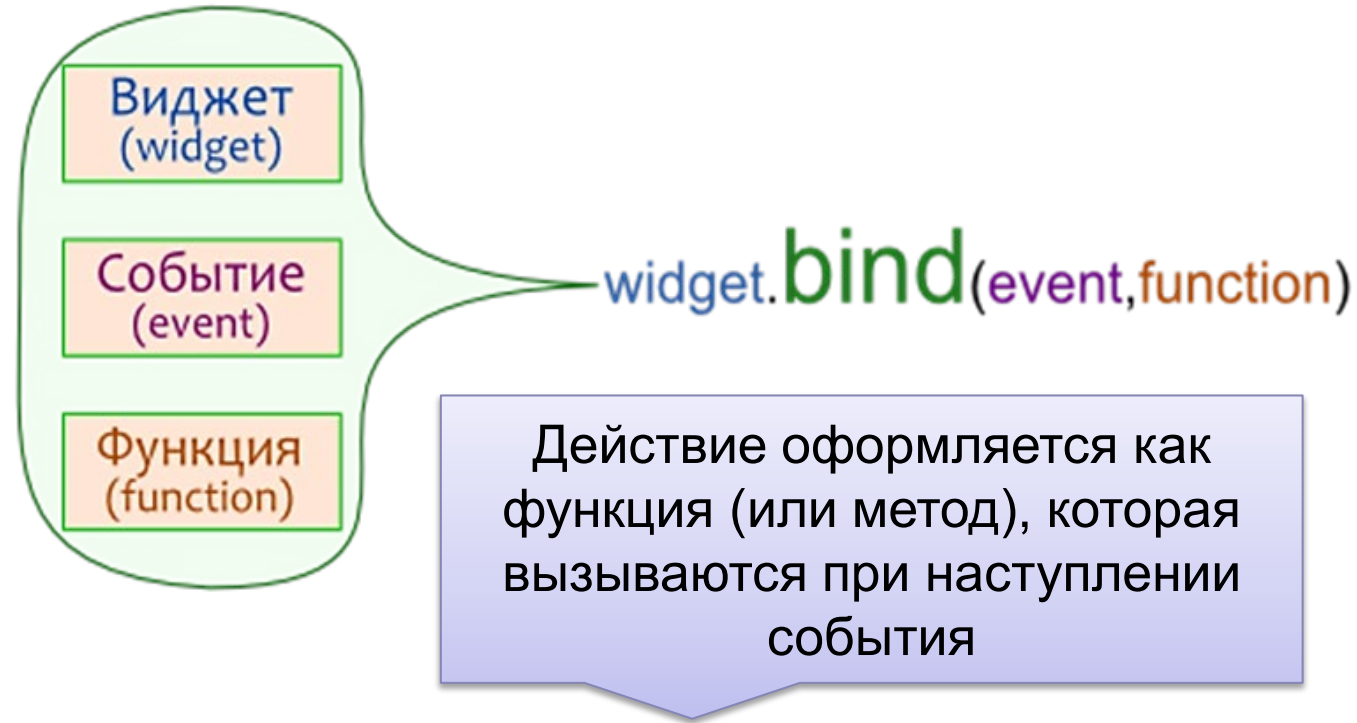 Виджет
(widget)
Событие
(event)
Функция
(function)
widget.bind(event,function)
Действие оформляется как
функция (или метод), которая
вызываются при наступлении
события